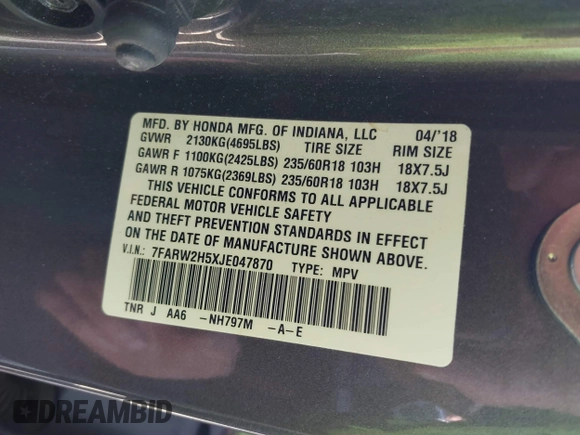 MFD. BY HONDA MFG. OF INDIANA, LLC 04/'18
GVWR 2130KG(4695LBS) TIRE SIZE RIM SIZE
GAWR F 1100KG(2425LBS) 235/60R18 103H 18X7.5J
GAWR R 1075KG(2369LBS) 235/60R18 103H 18X7.5J
THIS VEHICLE CONFORMS TO ALL APPLICABLE
FEDERAL MOTOR VEHICLE SAFETY
AND THEFT PREVENTION STANDARDS IN EFFECT
ON THE DATE OF MANUFACTURE SHOWN ABOVE.
V.I.N.: 7FARW2H5XJE047870 TYPE: MPV
TNR J AA6 -NH797M -A-E
DREAMBID